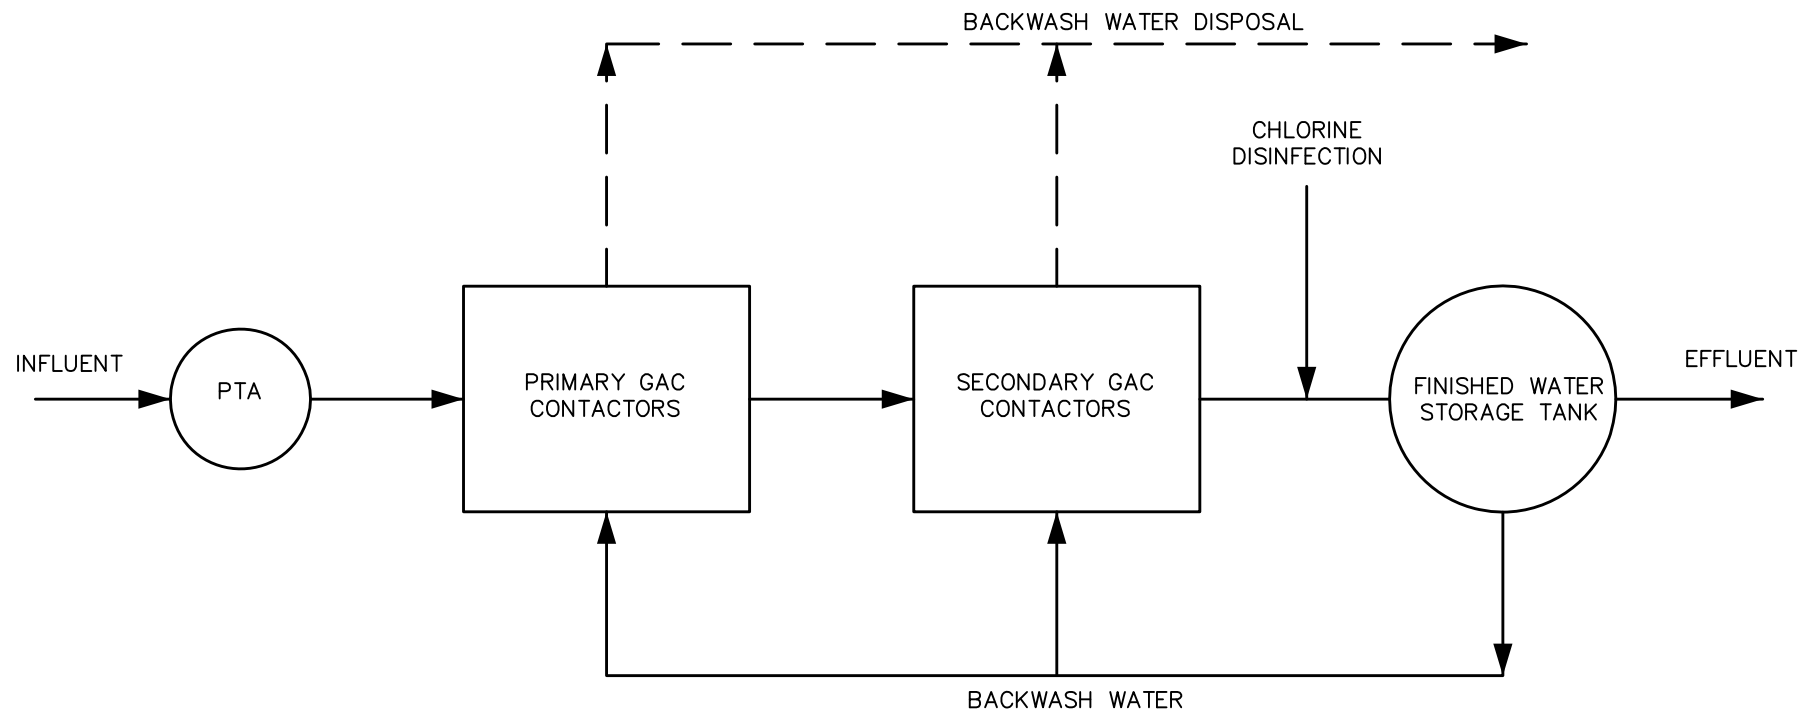 BACKWASH WATER DISPOSAL
CHLORINE
DISINFECTION
INFLUENT
PTA
PRIMARY GAC
CONTACTORS
SECONDARY GAC
CONTACTORS
FINISHED WATER
STORAGE TANK
EFFLUENT
BACKWASH WATER